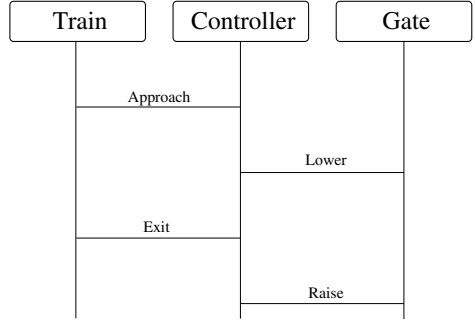 Train
Controller
Gate
Approach
Lower
Exit
Raise